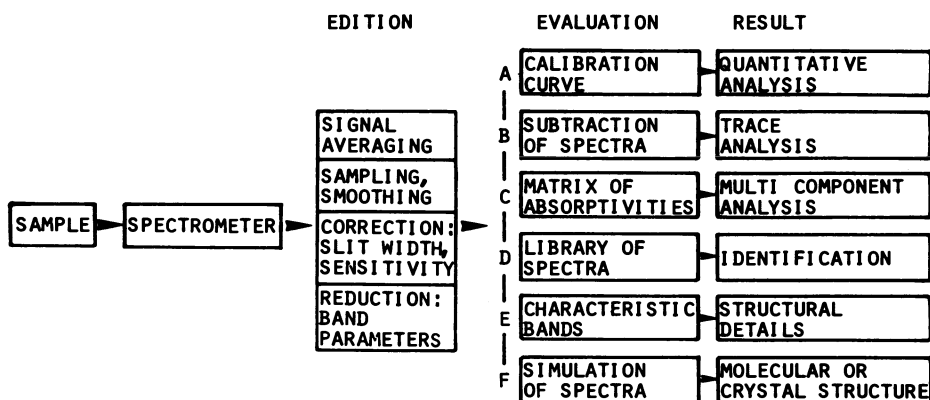 EDITION
EVALUATION
RESULT
SAMPLE
SPECTROMETER
SIGNAL
AVERAGING
SAMPLING,
SMOOTHING
CORRECTION:
SLIT WIDTH,
SENSITIVITY
REDUCTION:
BAND
PARAMETERS
A
CALIBRATION
CURVE
QUANTITATIVE
ANALYSIS
B
SUBTRACTION
OF SPECTRA
TRACE
ANALYSIS
C
MATRIX OF
ABSORPTIVITIES
MULTI COMPONENT
ANALYSIS
D
LIBRARY OF
SPECTRA
IDENTIFICATION
E
CHARACTERISTIC
BANDS
STRUCTURAL
DETAILS
F
SIMULATION
OF SPECTRA
MOLECULAR OR
CRYSTAL STRUCTURE